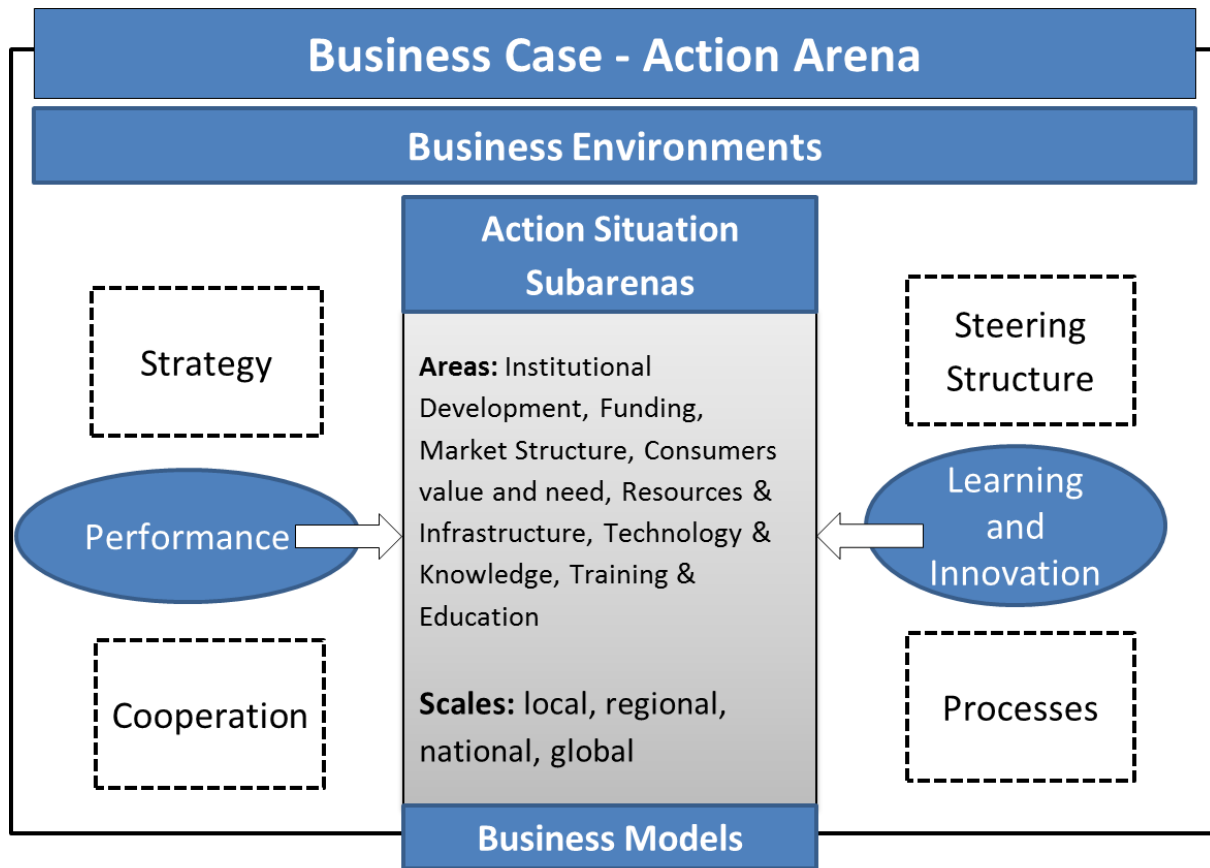 Business Case - Action Arena
Business Environments
Action Situation
Subarenas
Strategy
Performance
Cooperation
Areas: Institutional
Development, Funding,
Market Structure, Consumers
value and need, Resources &
Infrastructure, Technology &
Knowledge, Training &
Education
Scales: local, regional,
national, global
Steering
Structure
Learning
and
Innovation
Processes
Business Models